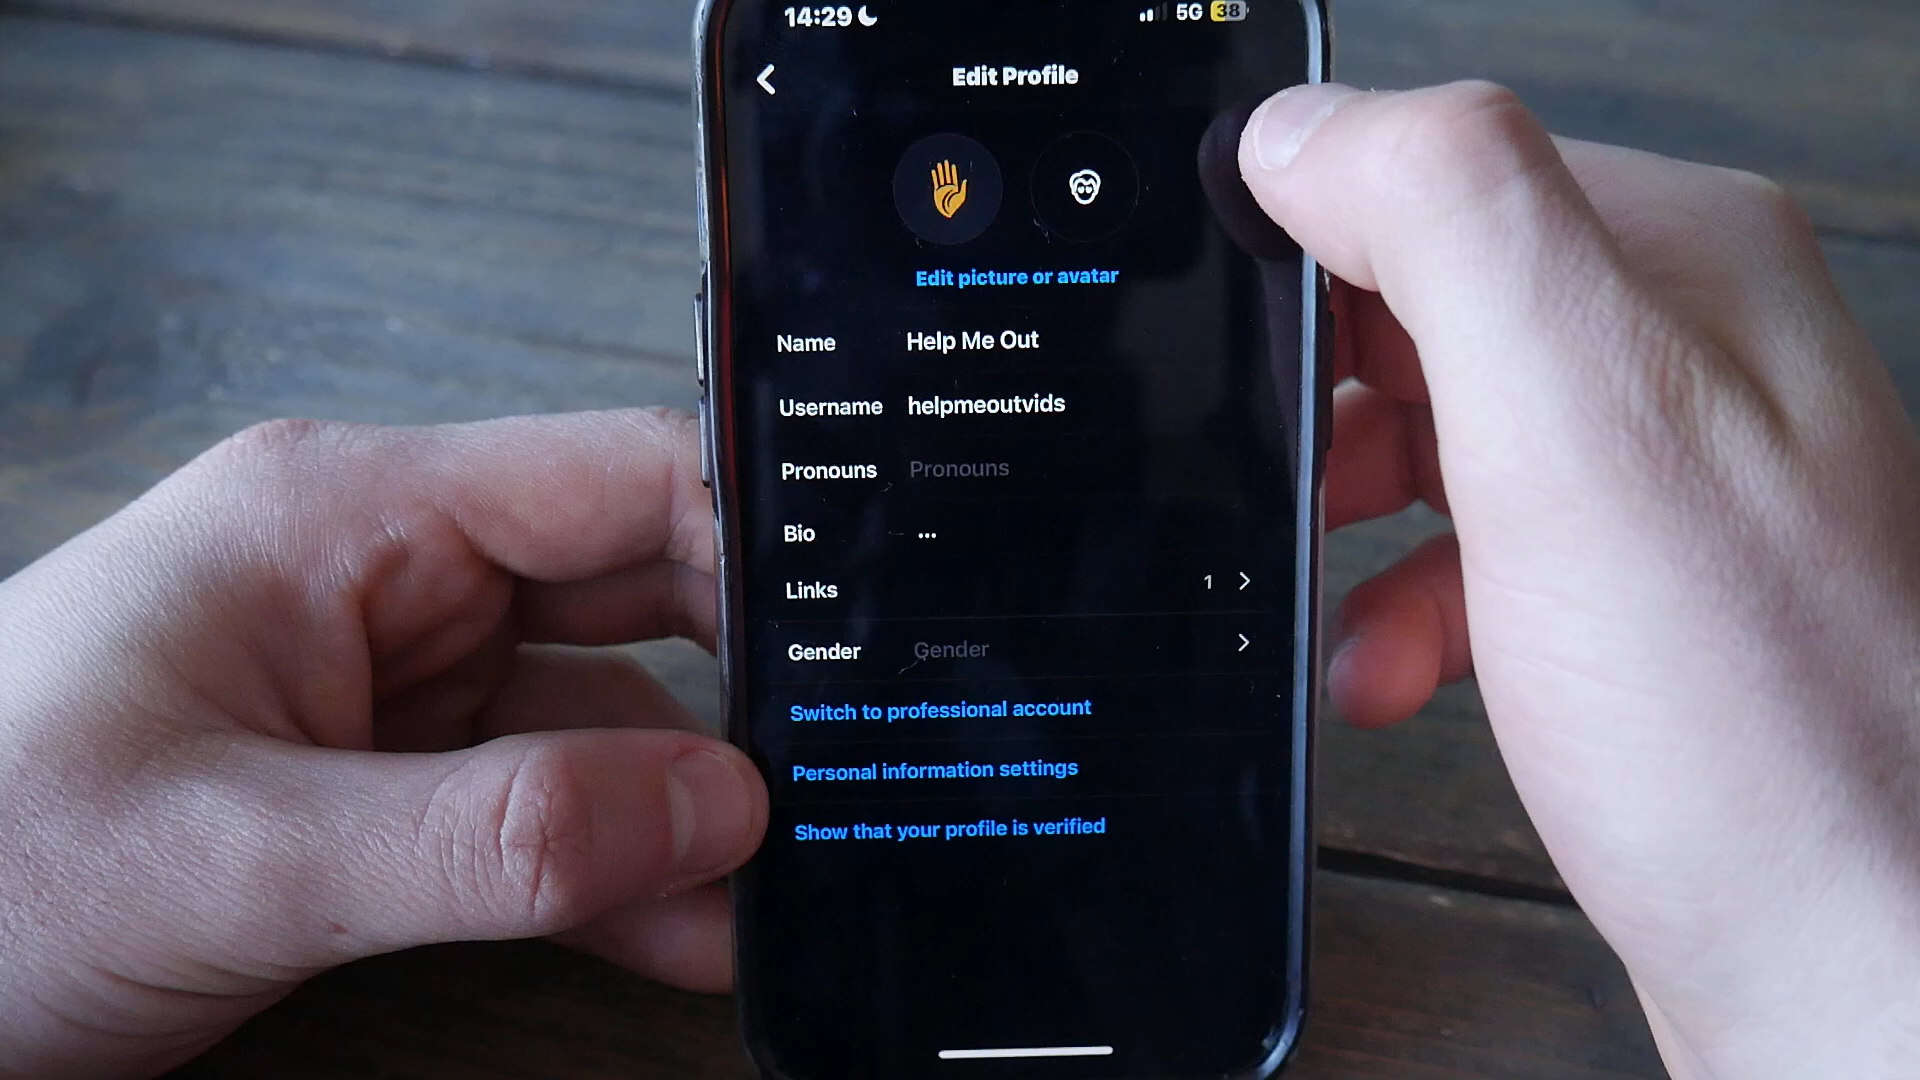 14:29 5G 38
Edit Profile
Edit picture or avatar
Name Help Me Out
Username helpmeoutvids
Pronouns Pronouns
Bio ...
Links 1
Gender Gender
Switch to professional account
Personal information settings
Show that your profile is verified